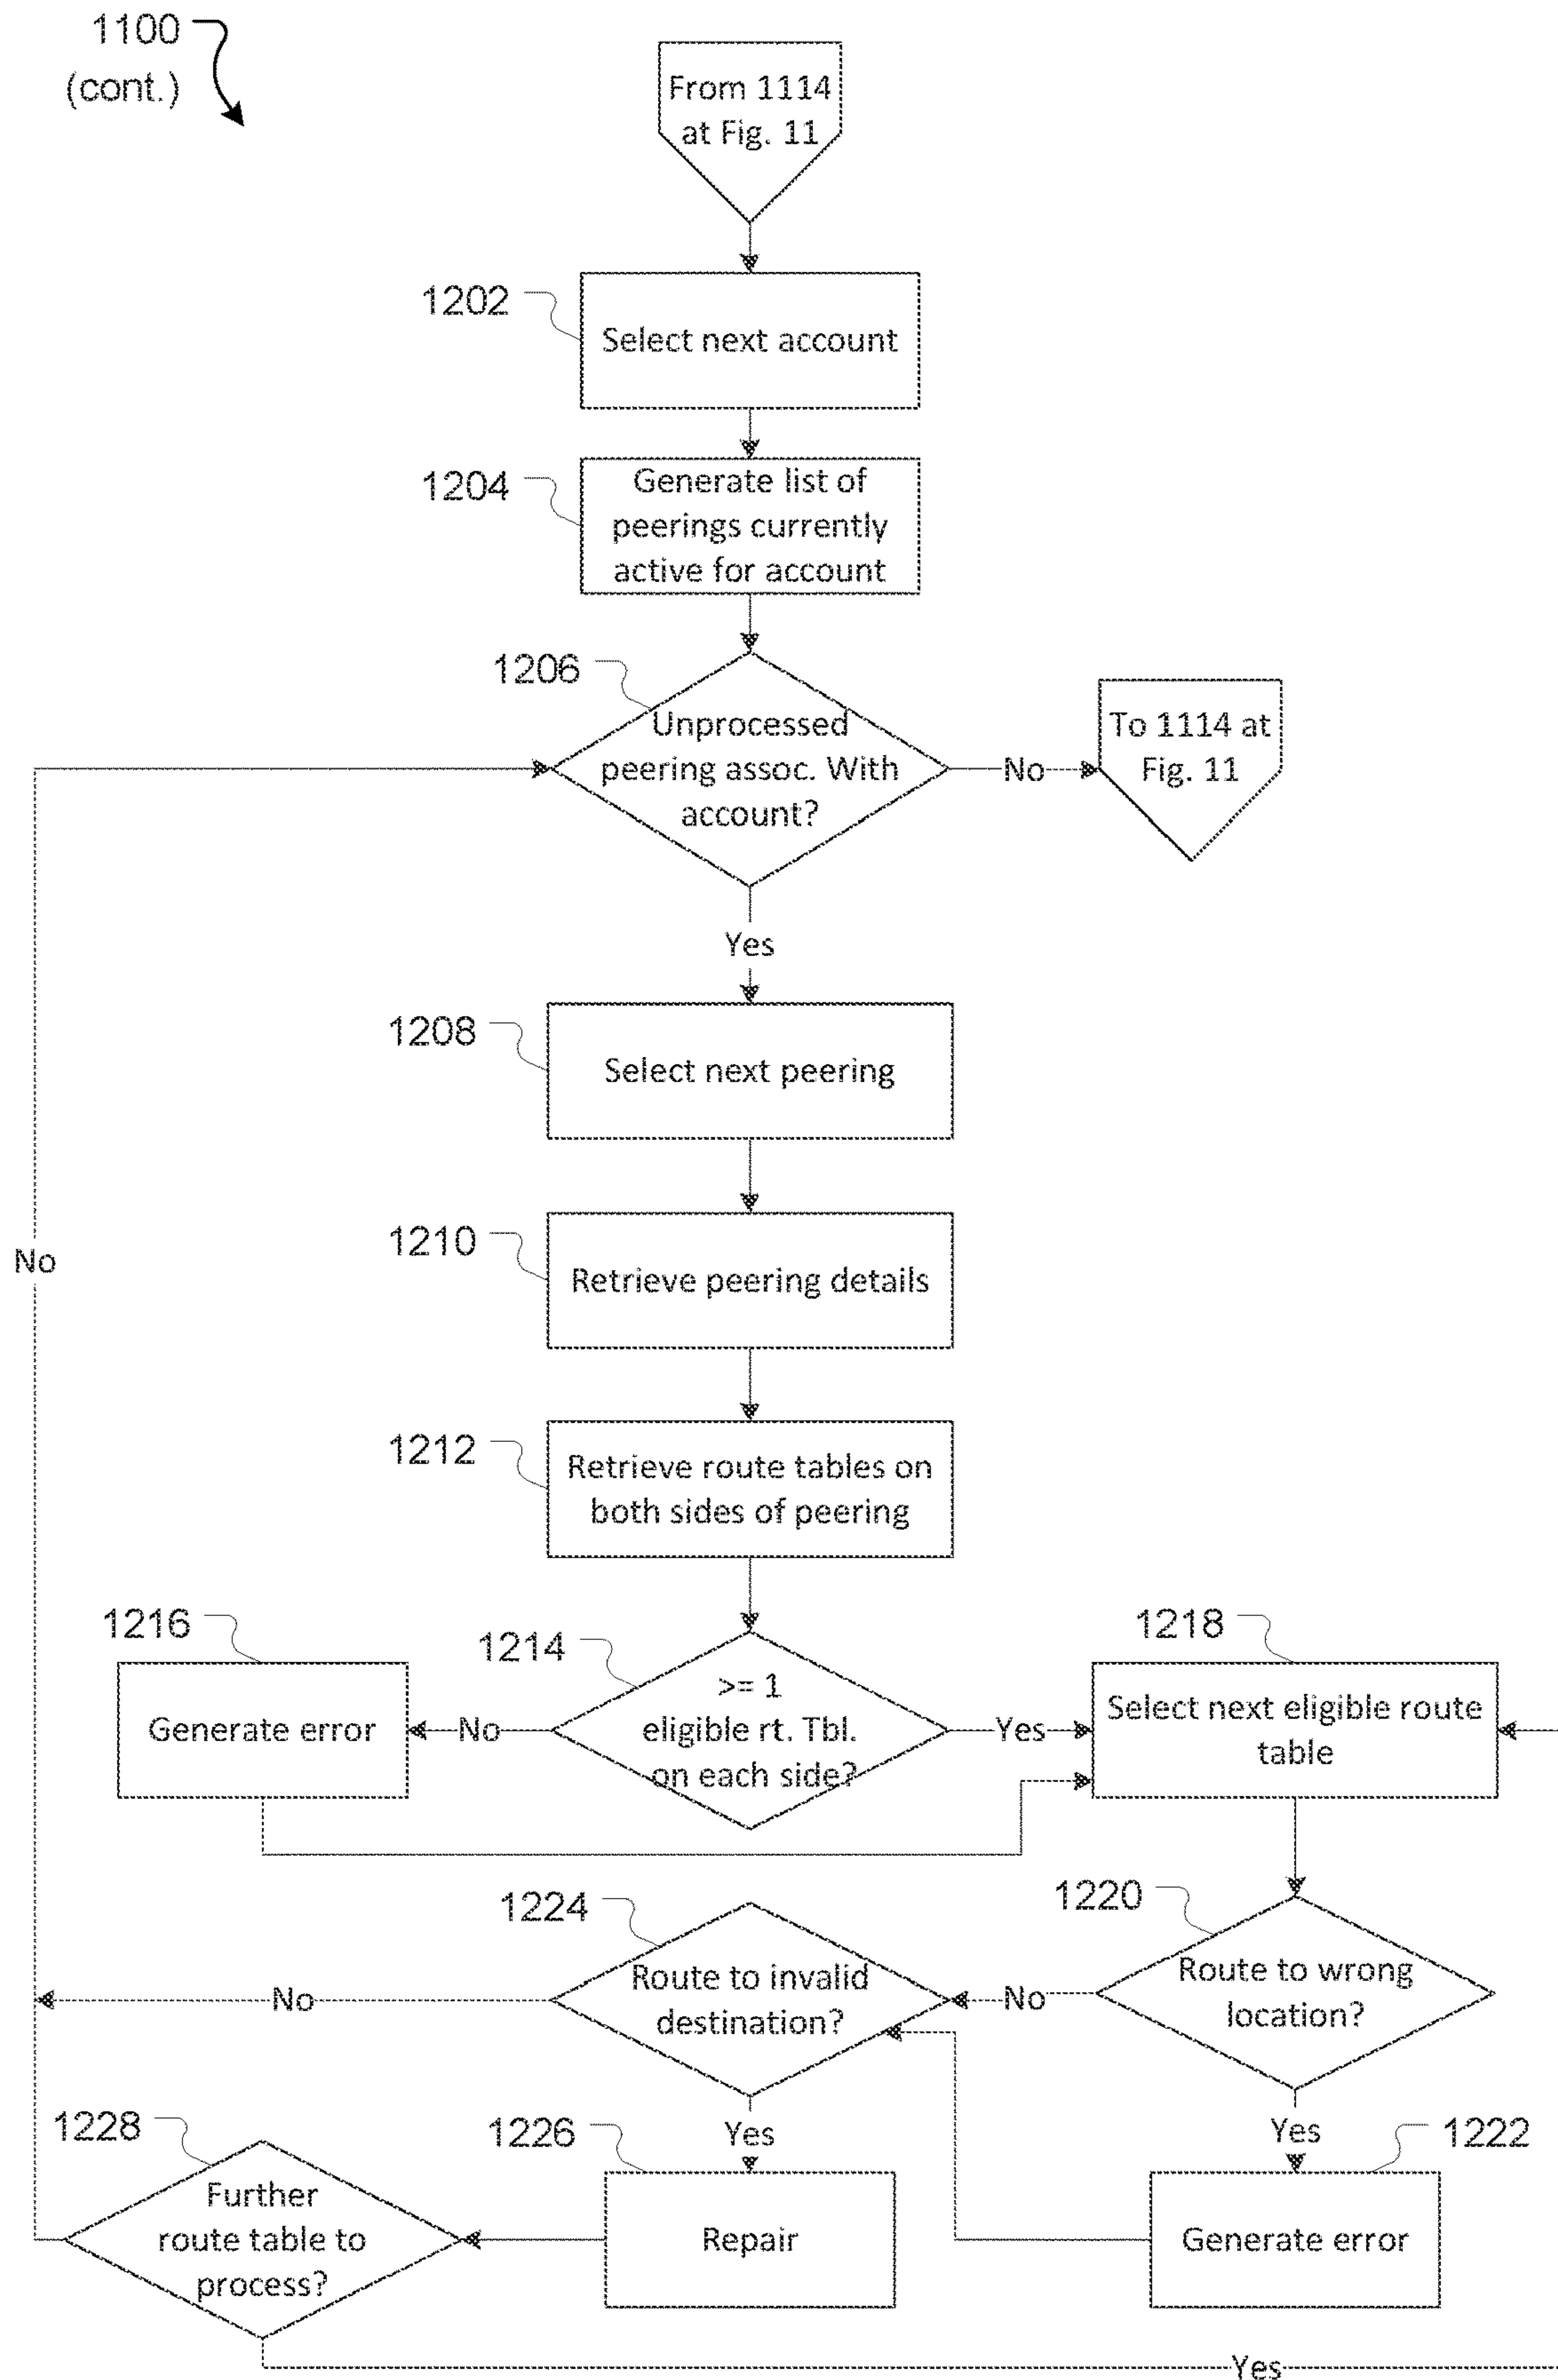 1100
(cont.)
From 1114
at Fig. 11
1202
Select next account
1204
Generate list of
peerings currently
active for account
1206
Unprocessed
peering assoc. With
account?
No
To 1114 at
Fig. 11
Yes
1208
Select next peering
1210
Retrieve peering details
No
1212
Retrieve route tables on
both sides of peering
1216
Generate error
No
1214
>= 1
eligible rt. Tbl.
on each side?
Yes
1218
Select next eligible route
table
1220
Route to wrong
location?
No
1224
Route to invalid
destination?
No
Yes
1222
Generate error
Yes
1226
Repair
1228
Further
route table to
process?
Yes